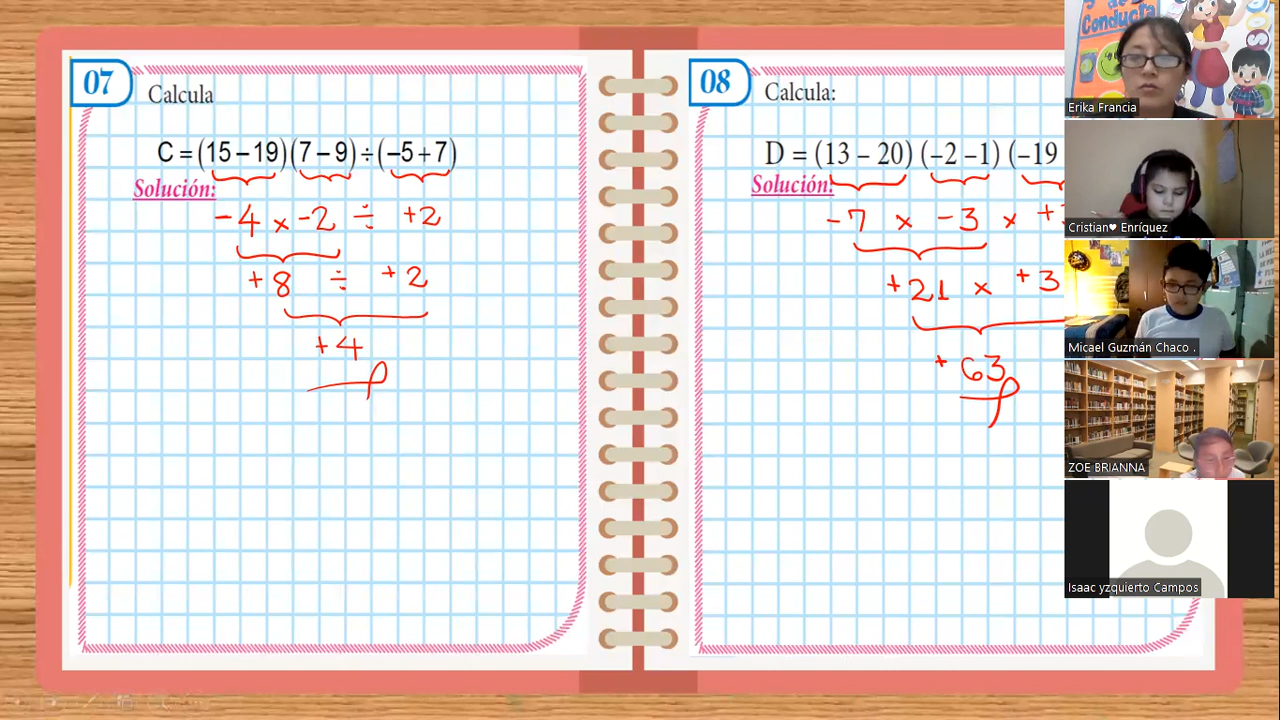 07
Calcula
C = (15 – 19)(7 – 9) ÷ (–5 + 7)
Solución:
-4 x -2 ÷ +2
+8 ÷ +2
+4
08
Calcula:
D = (13 – 20) (–2 –1) (–19
Solución:
-7 x -3 x
+21 x +3
+63
Conducta
Erika Francia
Cristian♥ Enríquez
Micael Guzmán Chaco .
ZOE BRIANNA
Isaac yzquierto Campos